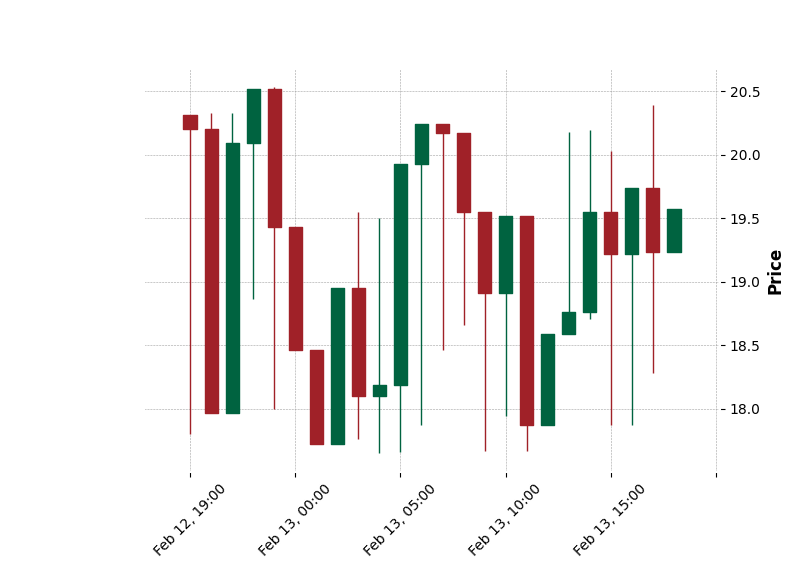 20.5
20.0
19.5
19.0
18.5
18.0
Price
Feb 12, 19:00
Feb 13, 00:00
Feb 13, 05:00
Feb 13, 10:00
Feb 13, 15:00